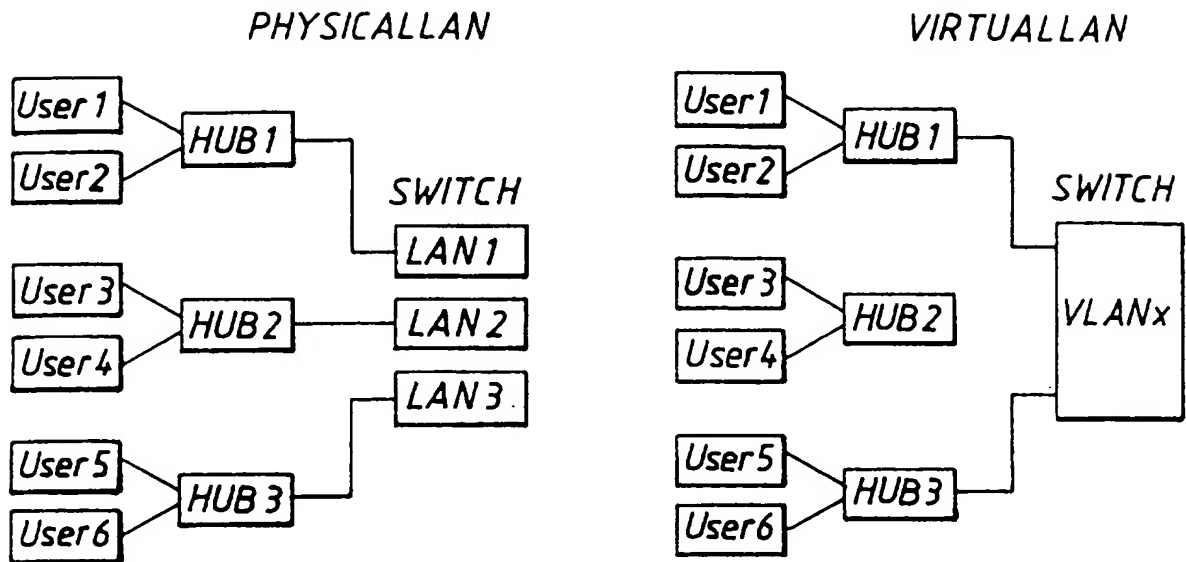 PHYSICALLAN
User1
User2
HUB1
SWITCH
LAN1
User3
User4
HUB2
LAN2
LAN3
User5
User6
HUB3
VIRTUALLAN
User1
User2
HUB1
SWITCH
User3
User4
HUB2
VLANx
User5
User6
HUB3